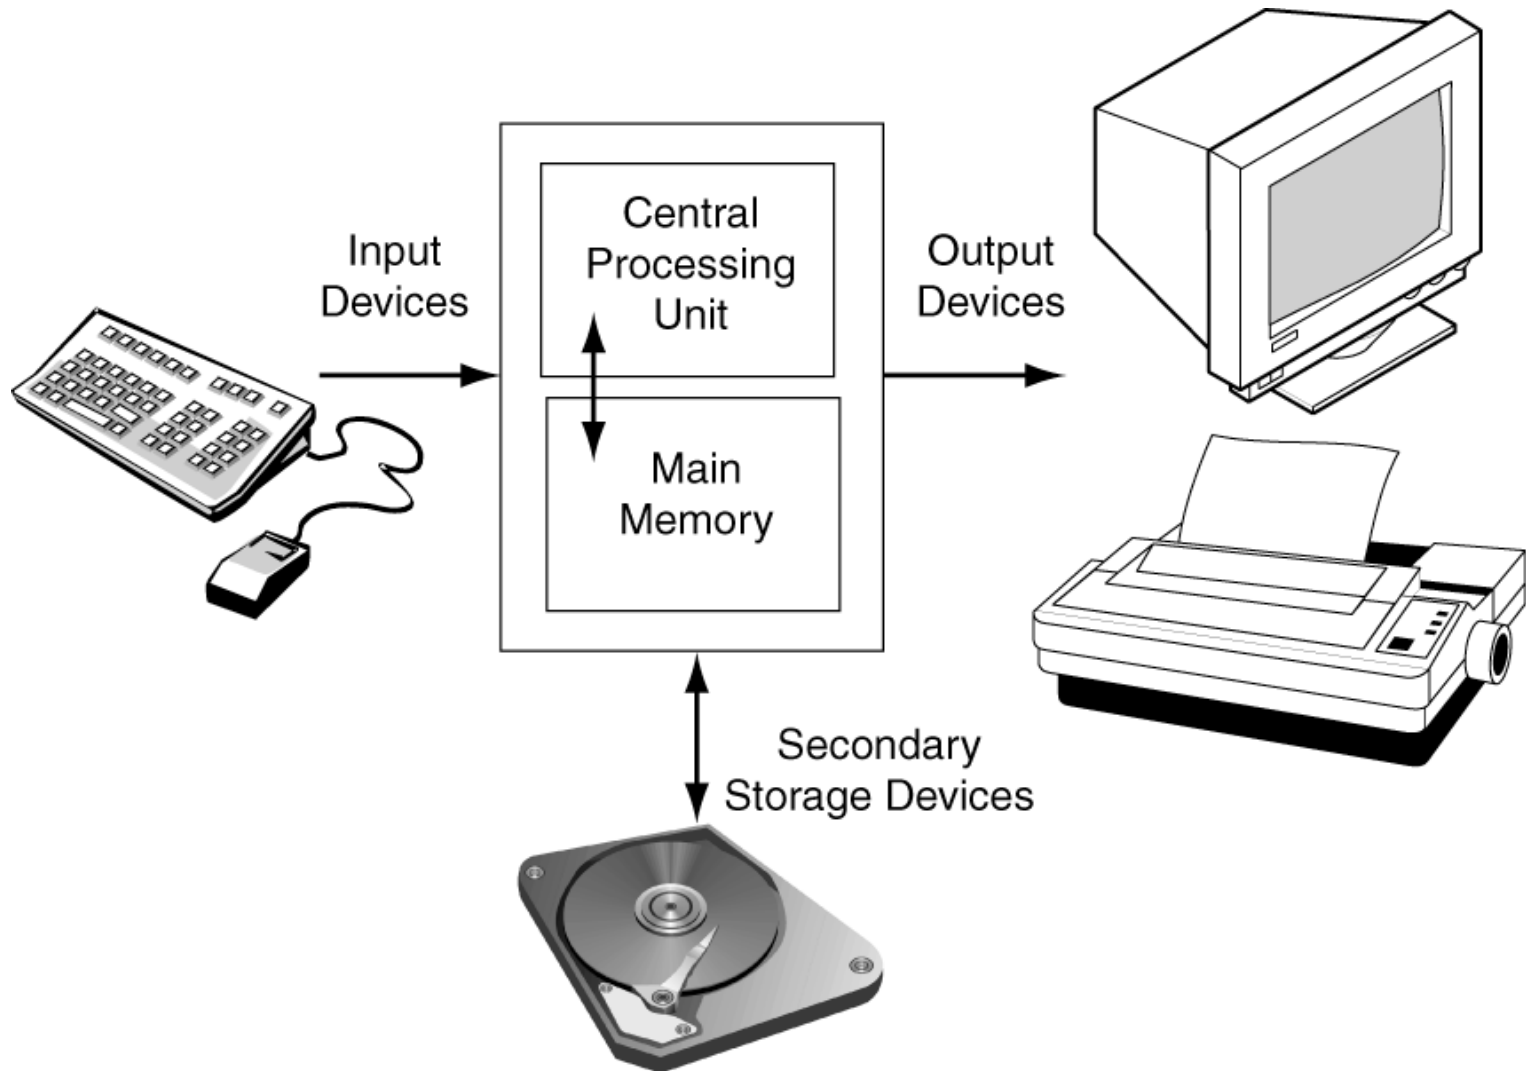 Input
Devices
Central
Processing
Unit
Main
Memory
Output
Devices
Secondary
Storage Devices